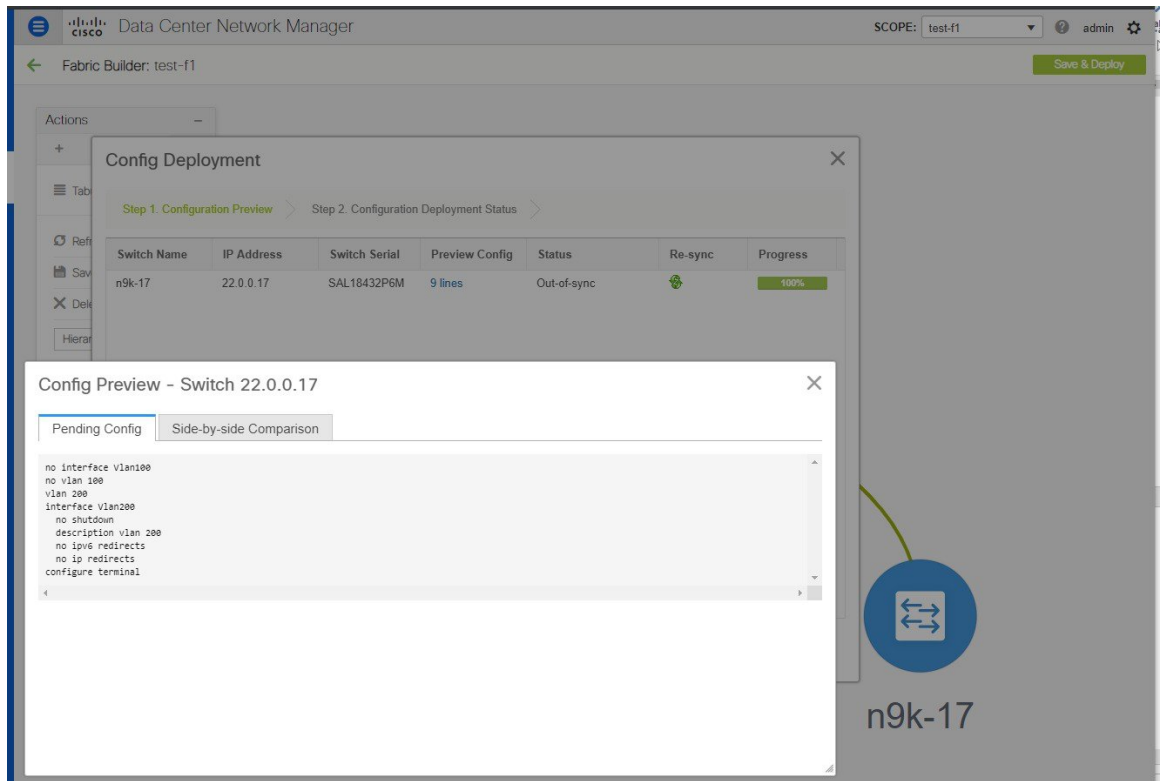 cisco Data Center Network Manager SCOPE: test-f1 admin
Fabric Builder: test-f1 Save & Deploy
Actions
Config Deployment
Step 1. Configuration Preview Step 2. Configuration Deployment Status
Switch Name IP Address Switch Serial Preview Config Status Re-sync Progress
n9k-17 22.0.0.17 SAL18432P6M 9 lines Out-of-sync 100%
Config Preview - Switch 22.0.0.17
Pending Config Side-by-side Comparison
no interface Vlan100
no vlan 100
vlan 200
interface Vlan200
no shutdown
description vlan 200
no ipv6 redirects
no ip redirects
configure terminal
n9k-17